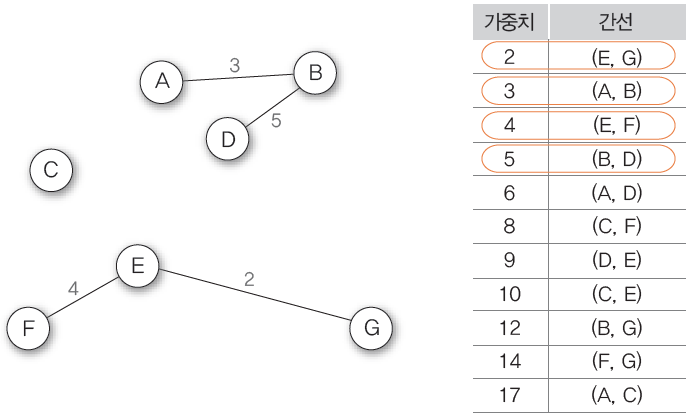 A
3
B
5
D
C
E
4
2
F
G
가중치 간선
2 (E, G)
3 (A, B)
4 (E, F)
5 (B, D)
6 (A, D)
8 (C, F)
9 (D, E)
10 (C, E)
12 (B, G)
14 (F, G)
17 (A, C)